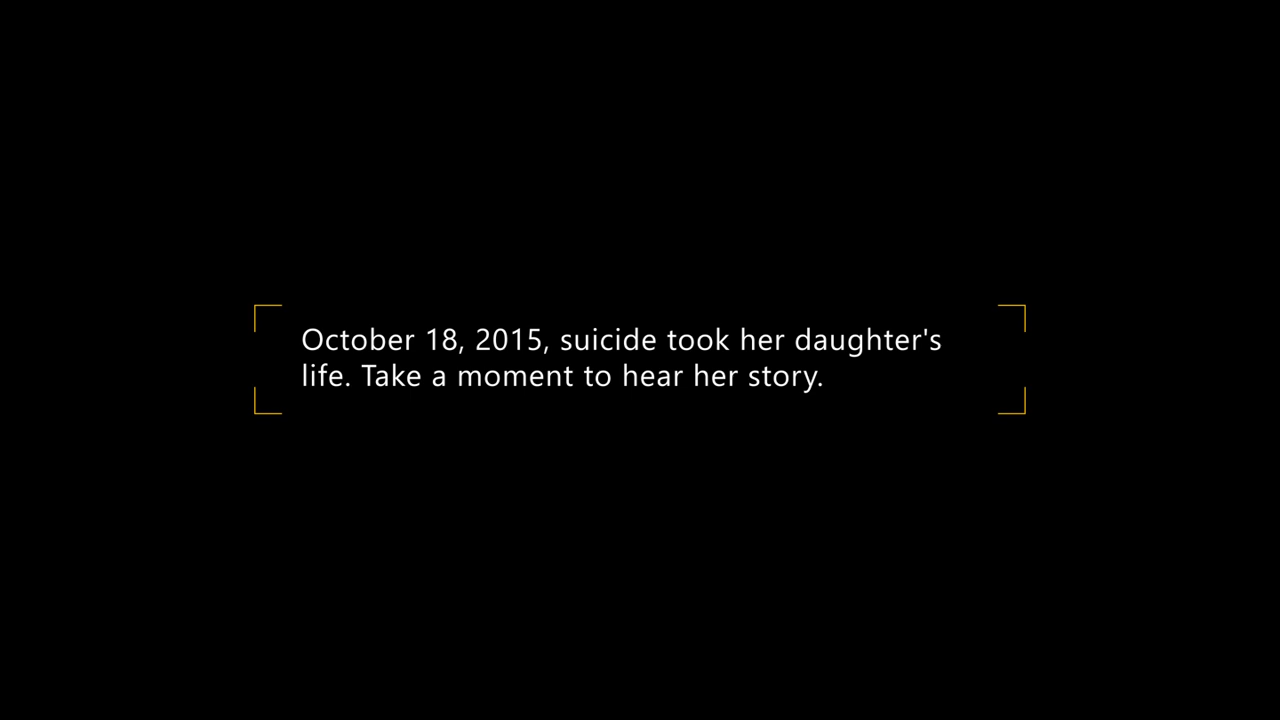 October 18, 2015, suicide took her daughter's
life. Take a moment to hear her story.